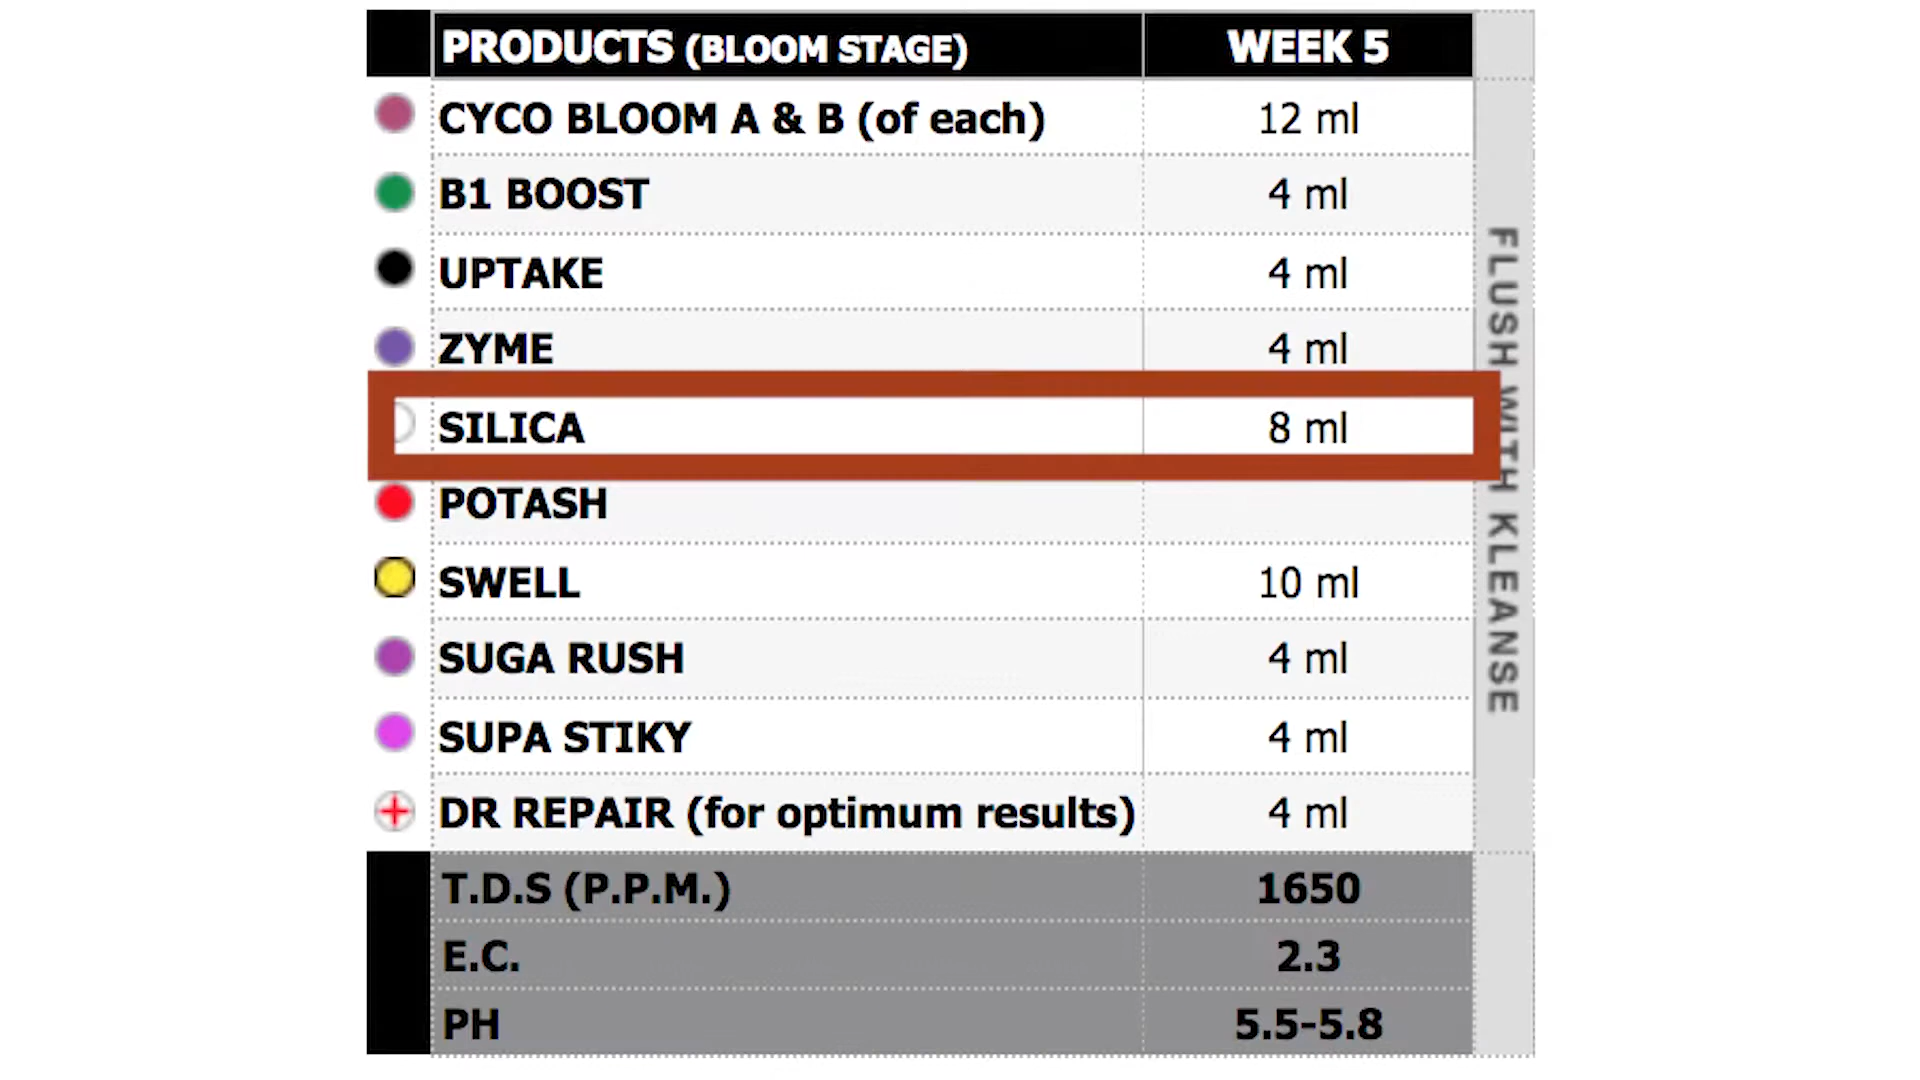 PRODUCTS (BLOOM STAGE) WEEK 5
CYCO BLOOM A & B (of each) 12 ml
B1 BOOST 4 ml
UPTAKE 4 ml
ZYME 4 ml
SILICA 8 ml
POTASH
SWELL 10 ml
SUGA RUSH 4 ml
SUPA STIKY 4 ml
DR REPAIR (for optimum results) 4 ml
T.D.S (P.P.M.) 1650
E.C. 2.3
PH 5.5-5.8
FLUSH WITH KLEANSE